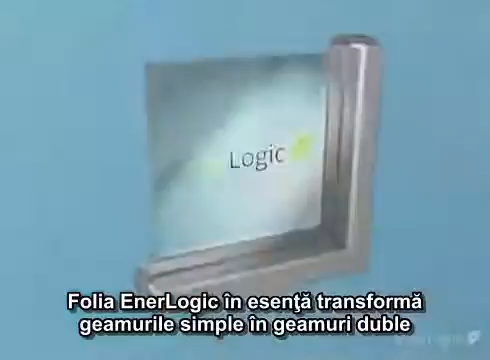 Logic
Folia EnerLogic în esenţă transformă
geamurile simple în geamuri duble